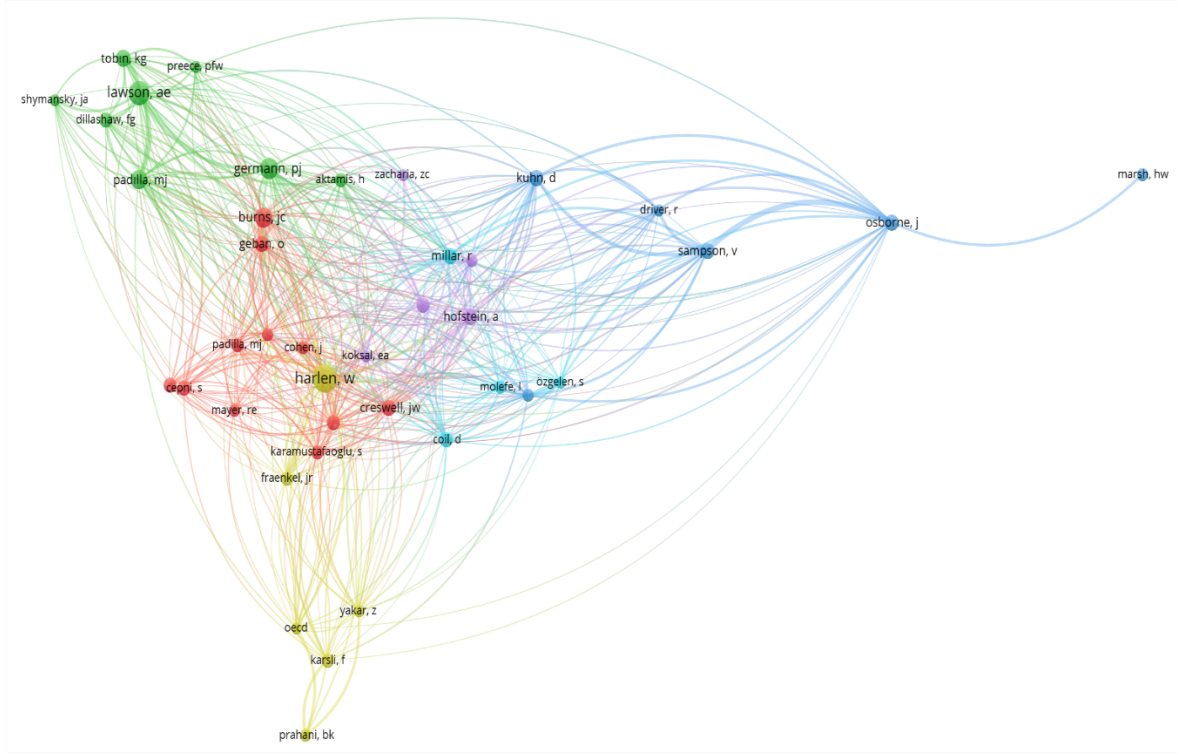 tobin, kg
preece, pfw
lawson, ae
shymansky, ja
dillashaw, fg
germann, pj
padilla, mj
aktamis, h
zacharia, zc
kuhn, d
marsh, hw
driver, r
burns, jc
osborne, j
geban, o
sampson, v
millar, r
hofstein, a
padilla, mj
cohen, j
koksal, ea
harlen, w
cepni, s
molefe, l
özgelen, s
mayer, re
creswell, jw
coil, d
karamustafaoglu, s
fraenkel, jr
yakar, z
oecd
karsli, f
prahani, bk